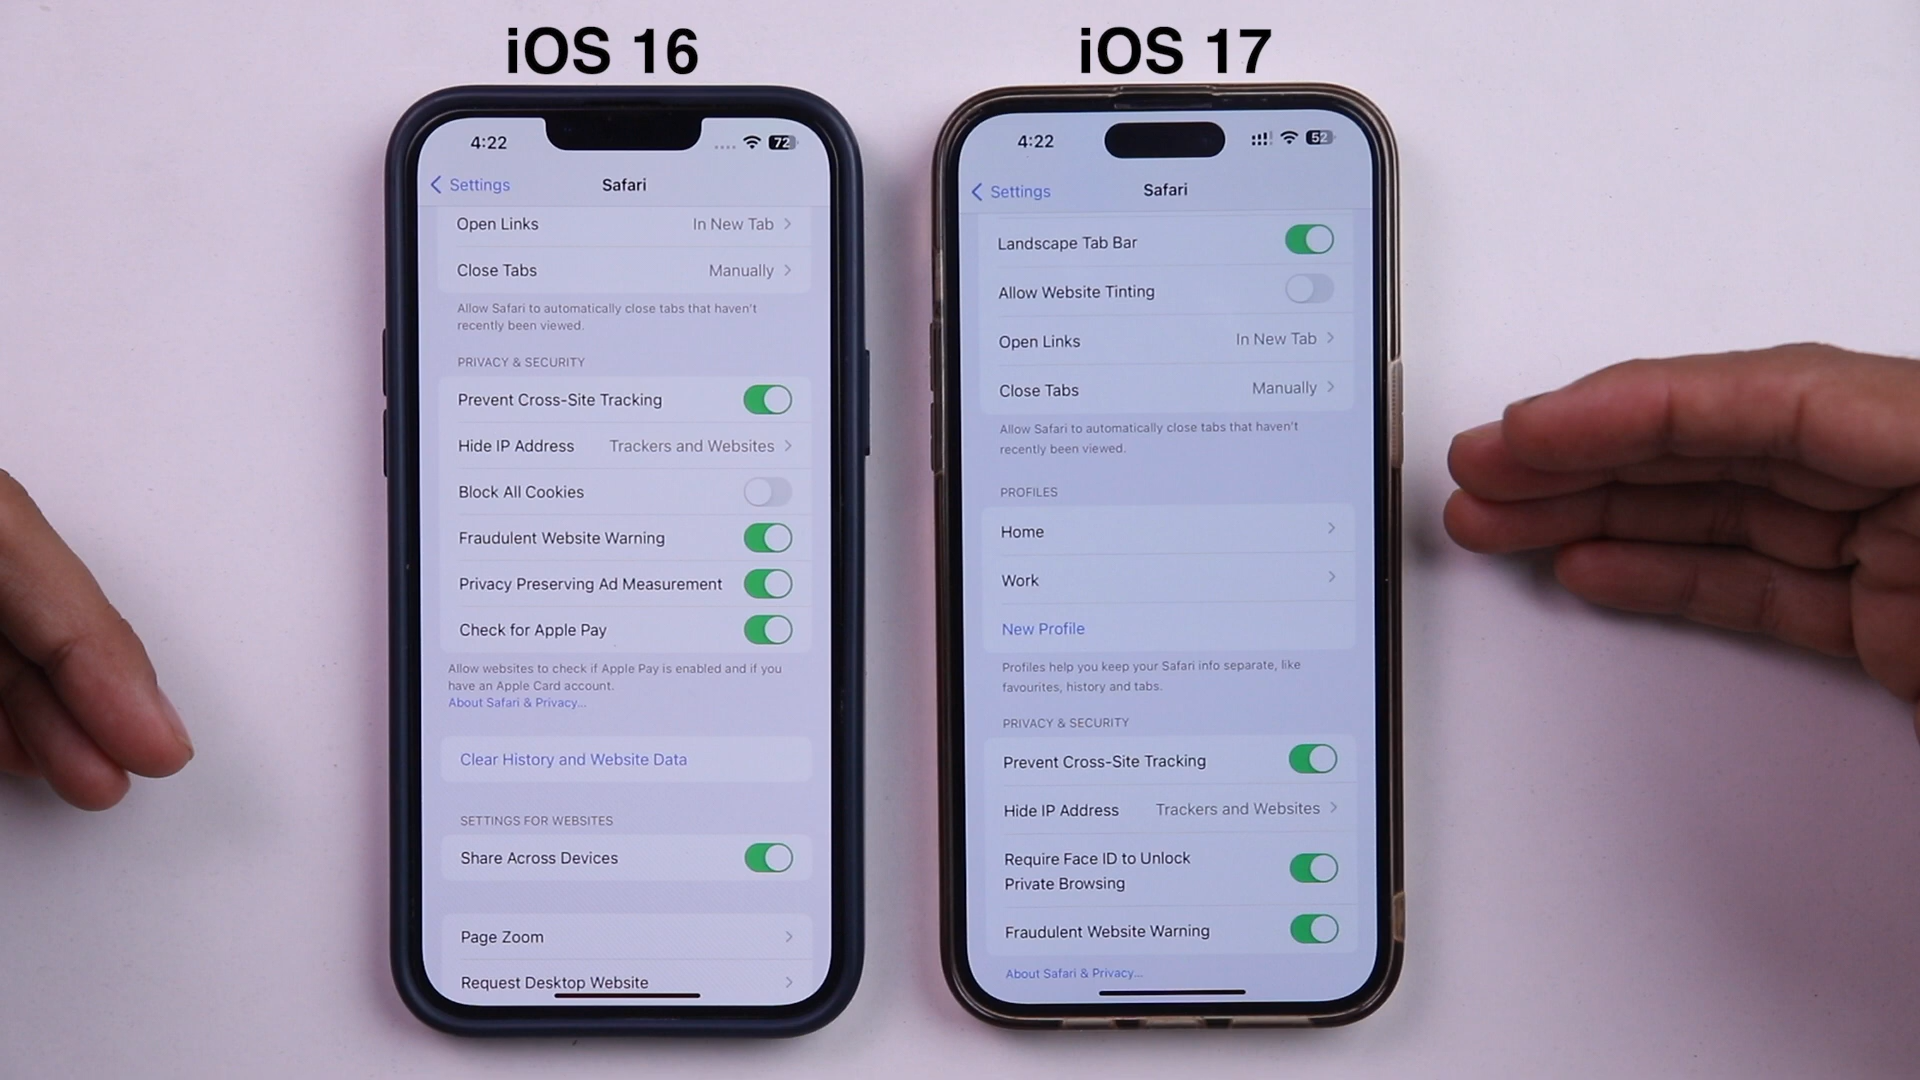 iOS 16
4:22
72
Settings
Safari
Open Links In New Tab
Close Tabs Manually
Allow Safari to automatically close tabs that haven't
recently been viewed.
PRIVACY & SECURITY
Prevent Cross-Site Tracking
Hide IP Address Trackers and Websites
Block All Cookies
Fraudulent Website Warning
Privacy Preserving Ad Measurement
Check for Apple Pay
Allow websites to check if Apple Pay is enabled and if you
have an Apple Card account.
About Safari & Privacy...
Clear History and Website Data
SETTINGS FOR WEBSITES
Share Across Devices
Page Zoom
Request Desktop Website
iOS 17
4:22
52
Settings
Safari
Landscape Tab Bar
Allow Website Tinting
Open Links In New Tab
Close Tabs Manually
Allow Safari to automatically close tabs that haven't
recently been viewed.
PROFILES
Home
Work
New Profile
Profiles help you keep your Safari info separate, like
favourites, history and tabs.
PRIVACY & SECURITY
Prevent Cross-Site Tracking
Hide IP Address Trackers and Websites
Require Face ID to Unlock
Private Browsing
Fraudulent Website Warning
About Safari & Privacy...